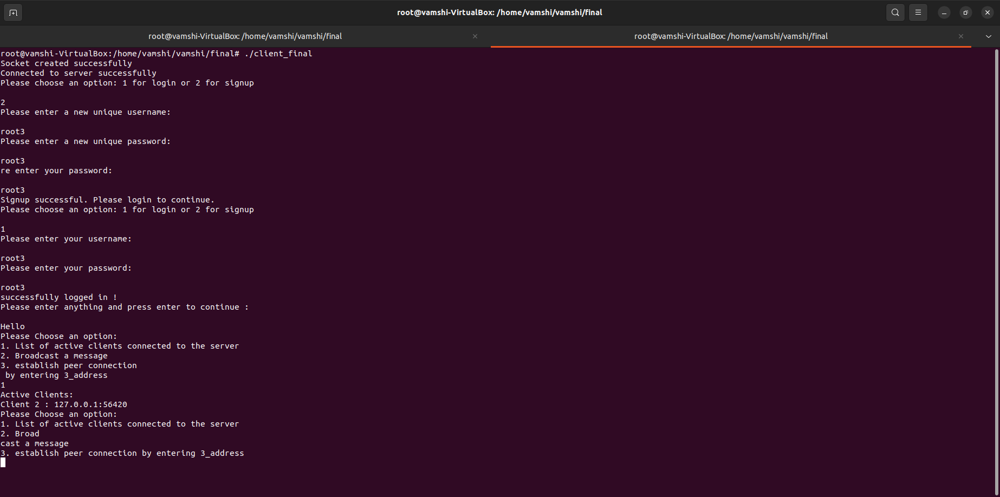 root@vamshi-VirtualBox: /home/vamshi/vamshi/final
root@vamshi-VirtualBox: /home/vamshi/vamshi/final
root@vamshi-VirtualBox: /home/vamshi/vamshi/final
root@vamshi-VirtualBox:/home/vamshi/vamshi/final# ./client_final
Socket created successfully
Connected to server successfully
Please choose an option: 1 for login or 2 for signup
2
Please enter a new unique username:
root3
Please enter a new unique password:
root3
re enter your password:
root3
Signup successful. Please login to continue.
Please choose an option: 1 for login or 2 for signup
1
Please enter your username:
root3
Please enter your password:
root3
successfully logged in !
Please enter anything and press enter to continue :
Hello
Please Choose an option:
1. List of active clients connected to the server
2. Broadcast a message
3. establish peer connection
 by entering 3_address
1
Active Clients:
Client 2 : 127.0.0.1:56420
Please Choose an option:
1. List of active clients connected to the server
2. Broad
cast a message
3. establish peer connection by entering 3_address